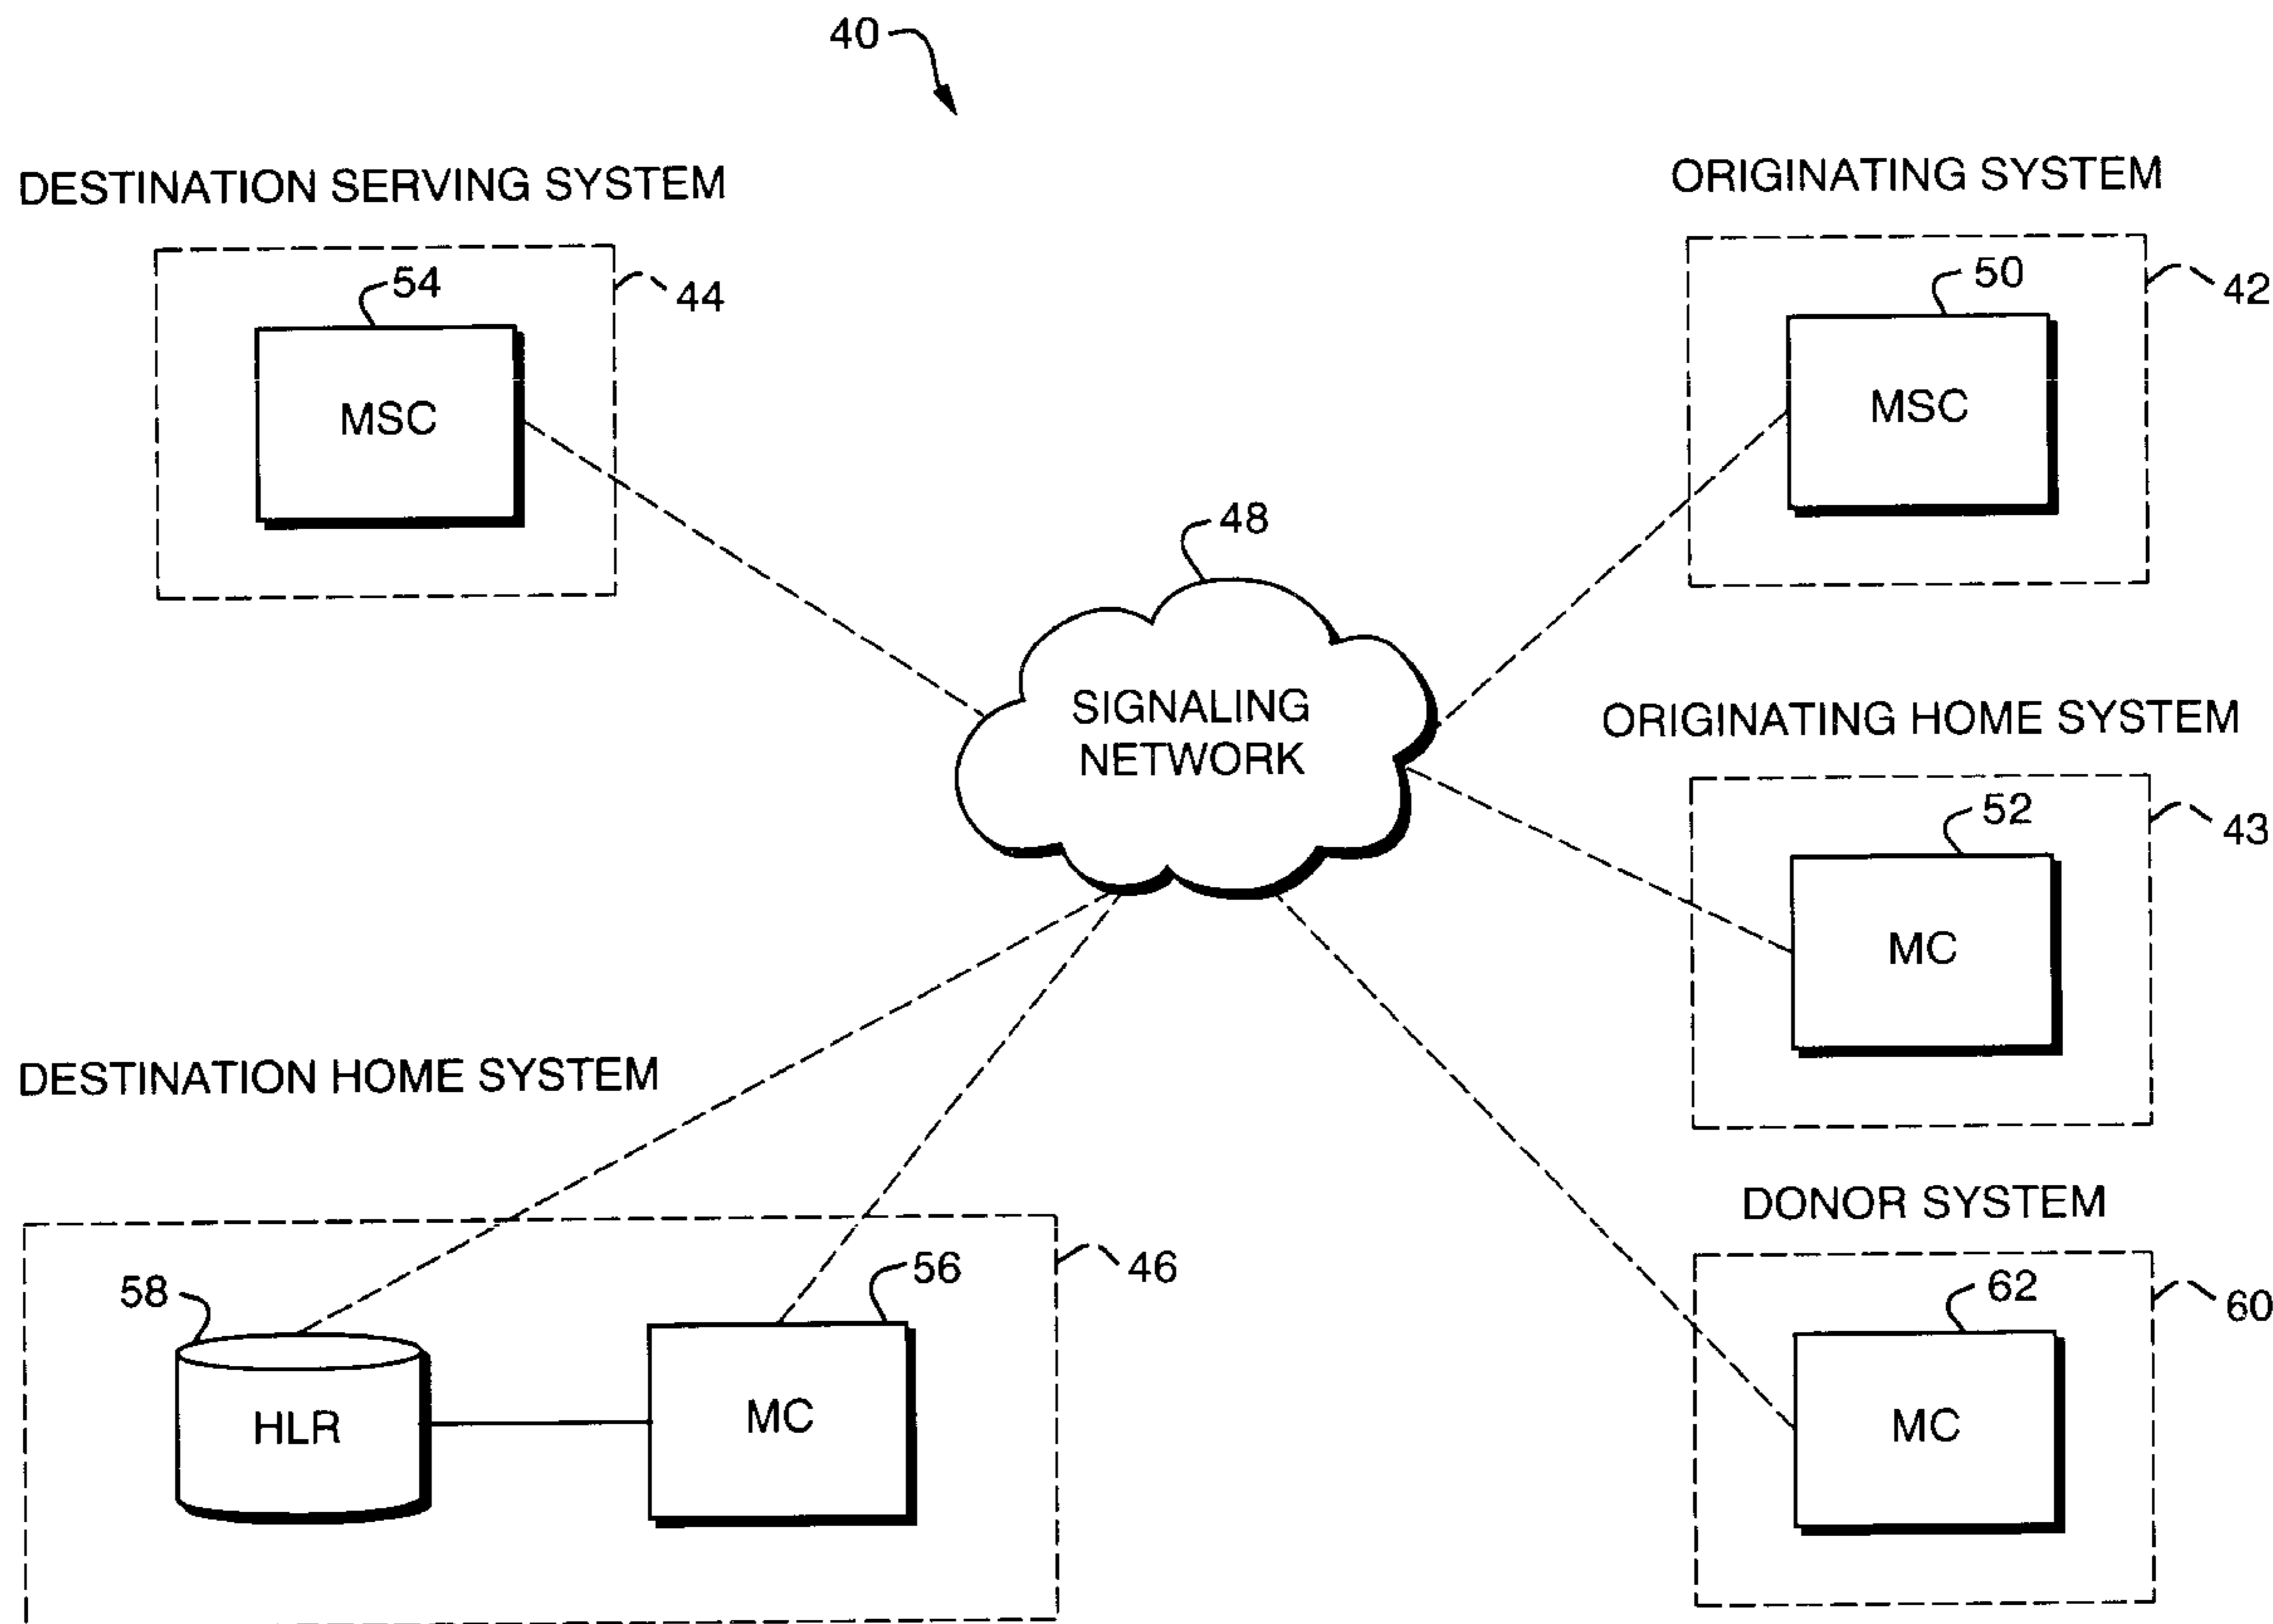 40
DESTINATION SERVING SYSTEM
ORIGINATING SYSTEM
54
44
MSC
50
42
MSC
48
SIGNALING
NETWORK
ORIGINATING HOME SYSTEM
52
43
MC
DESTINATION HOME SYSTEM
58
56
46
HLR
MC
DONOR SYSTEM
62
60
MC